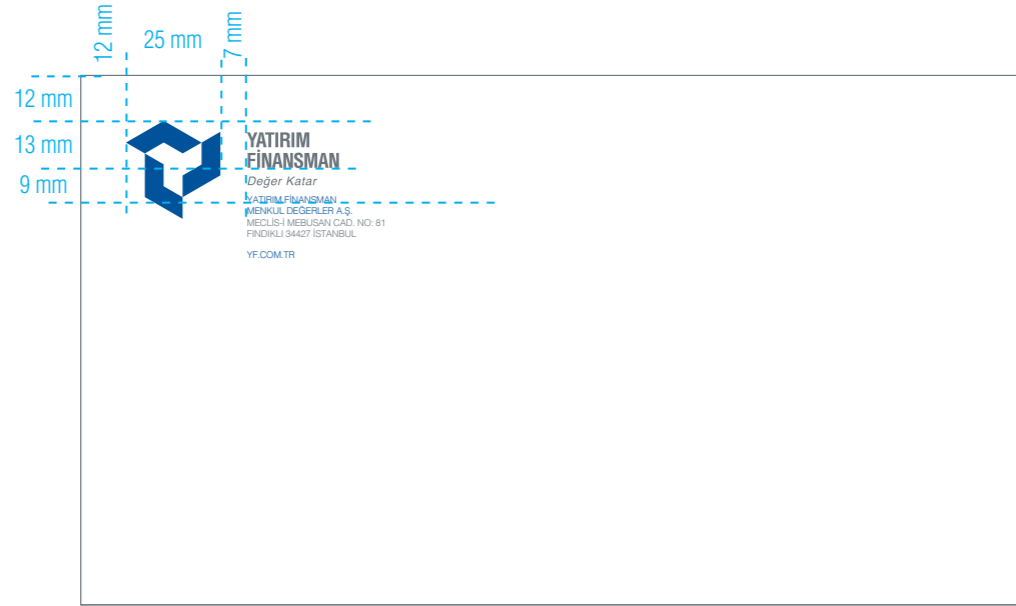 12 mm
25 mm
7 mm
12 mm
13 mm
9 mm
YATIRIM
FİNANSMAN
Değer Katar
YATIRIM FİNANSMAN
MENKUL DEĞERLER A.Ş.
MECLİS-İ MEBUSAN CAD. NO: 81
FINDIKLI 34427 İSTANBUL
YF.COM.TR